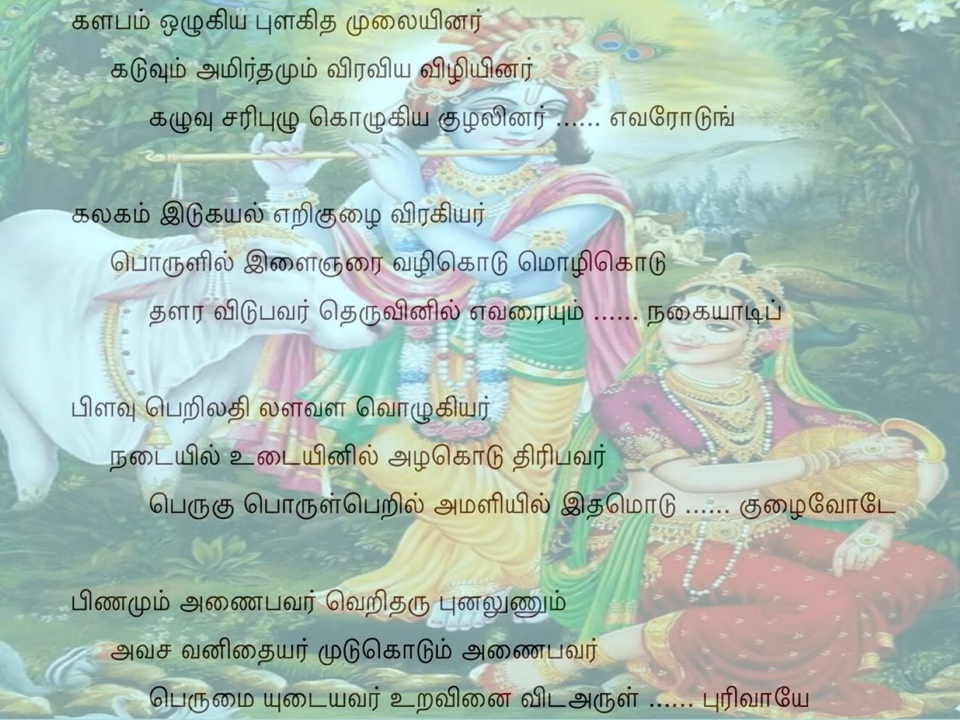 களபம் ஒழுகிய புளகித முலையினர்
கடுவும் அமிர்தமும் விரவிய விழியினர்
கழுவு சரிபுழு கொழுகிய குழலினர் ...... எவரோடுங்
கலகம் இடுகயல் எறிகுழை விரகியர்
பொருளில் இளைஞரை வழிகொடு மொழிகொடு
தளர விடுபவர் தெருவினில் எவரையும் ...... நகையாடிப்
பிளவு பெறிலதி லளவள வொழுகியர்
நடையில் உடையினில் அழகொடு திரிபவர்
பெருகு பொருள்பெறில் அமளியில் இதமொடு ...... குழைவோடே
பிணமும் அணைபவர் வெறிதரு புனலுணும்
அவச வனிதையர் முடுகொடும் அணைபவர்
பெருமை யுடையவர் உறவினை விடஅருள் ...... புரிவாயே